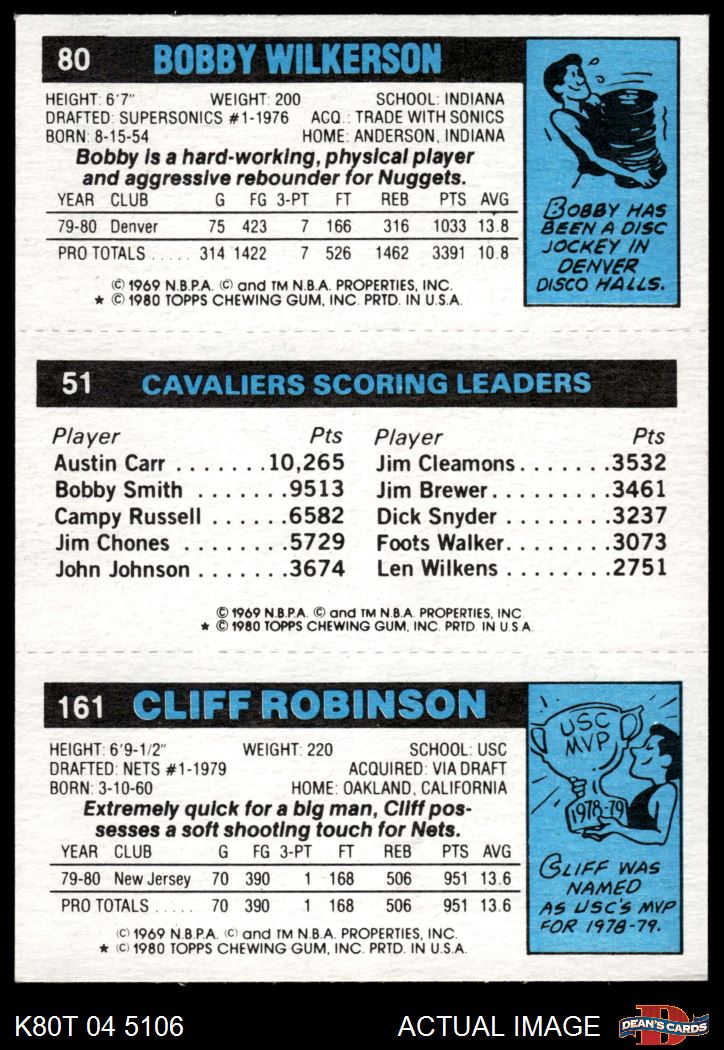 80 BOBBY WILKERSON
HEIGHT: 6'7" WEIGHT: 200 SCHOOL: INDIANA
DRAFTED: SUPERSONICS #1-1976 ACQ.: TRADE WITH SONICS
BORN: 8-15-54 HOME: ANDERSON, INDIANA
Bobby is a hard-working, physical player
and aggressive rebounder for Nuggets.
YEAR CLUB G FG 3-PT FT REB PTS AVG
79-80 Denver 75 423 7 166 316 1033 13.8
PRO TOTALS ..... 314 1422 7 526 1462 3391 10.8
© 1969 N.B.P.A. © and TM N.B.A. PROPERTIES, INC.
* © 1980 TOPPS CHEWING GUM, INC. PRTD. IN U.S.A.
BOBBY HAS
BEEN A DISC
JOCKEY IN
DENVER
DISCO HALLS.
51 CAVALIERS SCORING LEADERS
Player Pts Player Pts
Austin Carr .......10,265 Jim Cleamons.......3532
Bobby Smith .......9513 Jim Brewer.........3461
Campy Russell ......6582 Dick Snyder ........3237
Jim Chones ........5729 Foots Walker........3073
John Johnson .......3674 Len Wilkens ........2751
© 1969 N.B.P.A. © and TM N.B.A. PROPERTIES, INC.
* © 1980 TOPPS CHEWING GUM, INC. PRTD. IN U.S.A.
161 CLIFF ROBINSON
HEIGHT: 6'9-1/2" WEIGHT: 220 SCHOOL: USC
DRAFTED: NETS #1-1979 ACQUIRED: VIA DRAFT
BORN: 3-10-60 HOME: OAKLAND, CALIFORNIA
Extremely quick for a big man, Cliff pos-
sesses a soft shooting touch for Nets.
YEAR CLUB G FG 3-PT FT REB PTS AVG
79-80 New Jersey 70 390 1 168 506 951 13.6
PRO TOTALS ..... 70 390 1 168 506 951 13.6
(C) 1969 N.B.P.A. (C) and TM N.B.A. PROPERTIES, INC.
* (C) 1980 TOPPS CHEWING GUM, INC. PRTD. IN U.S.A.
USC
MVP
1978-79
CLIFF WAS
NAMED
AS USC'S MVP
FOR 1978-79.
K80T 04 5106 ACTUAL IMAGE
D
DEAN'S CARDS